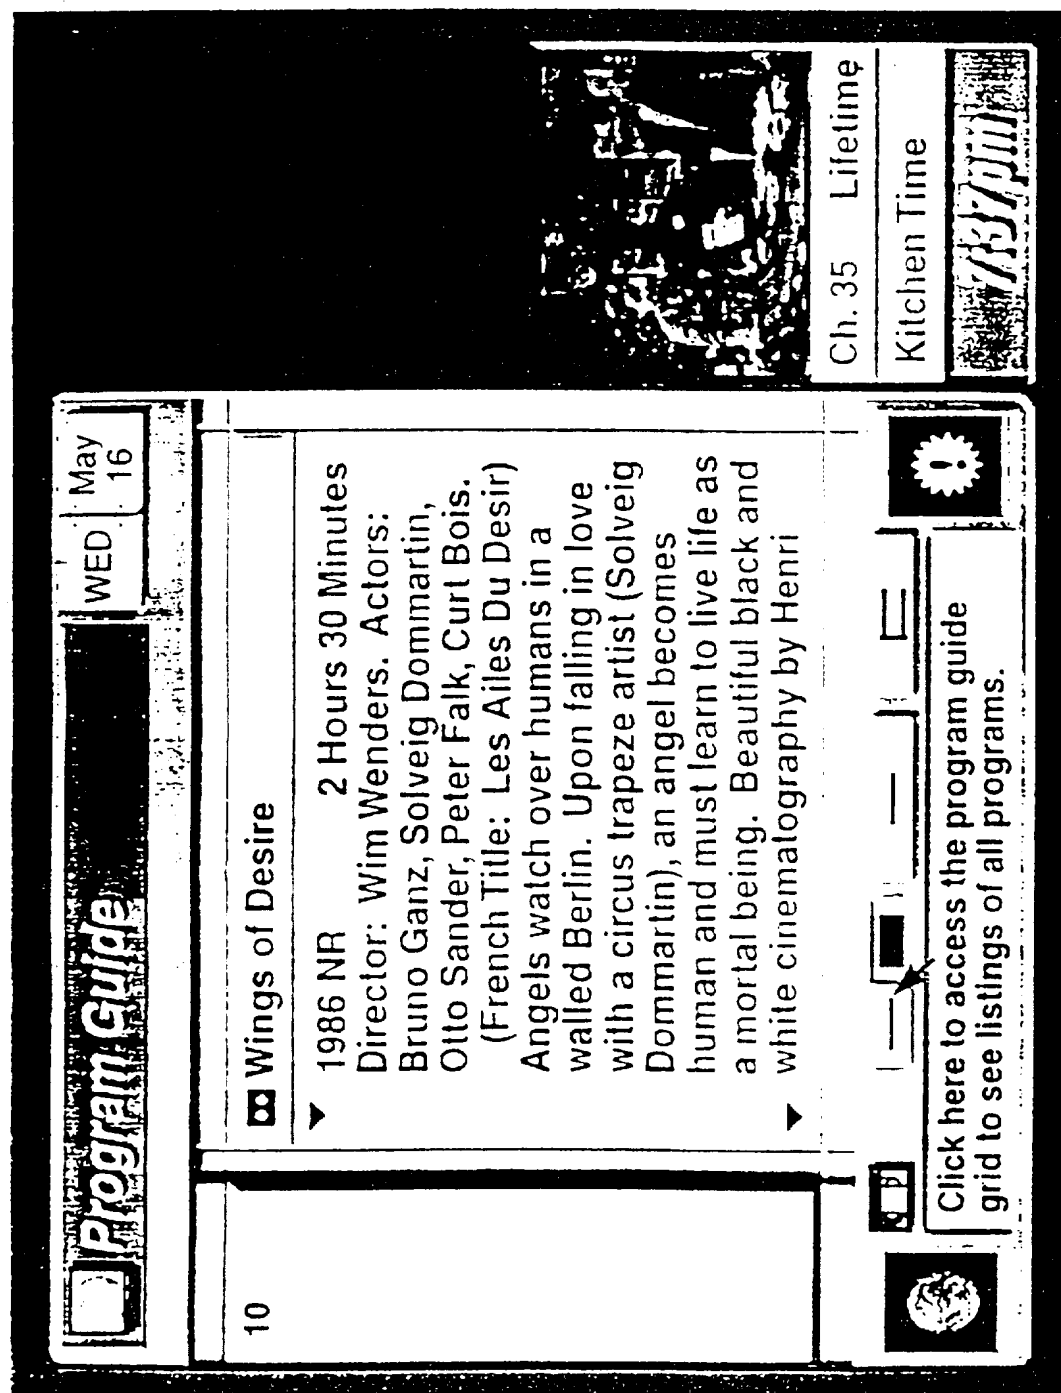 Program Guide
WED
May
16
10
Wings of Desire
1986 NR 2 Hours 30 Minutes
Director: Wim Wenders. Actors:
Bruno Ganz, Solveig Dommartin,
Otto Sander, Peter Falk, Curt Bois.
(French Title: Les Ailes Du Desir)
Angels watch over humans in a
walled Berlin. Upon falling in love
with a circus trapeze artist (Solveig
Dommartin), an angel becomes
human and must learn to live life as
a mortal being. Beautiful black and
white cinematography by Henri
!
Click here to access the program guide
grid to see listings of all programs.
Ch. 35 Lifetime
Kitchen Time
7:37pm